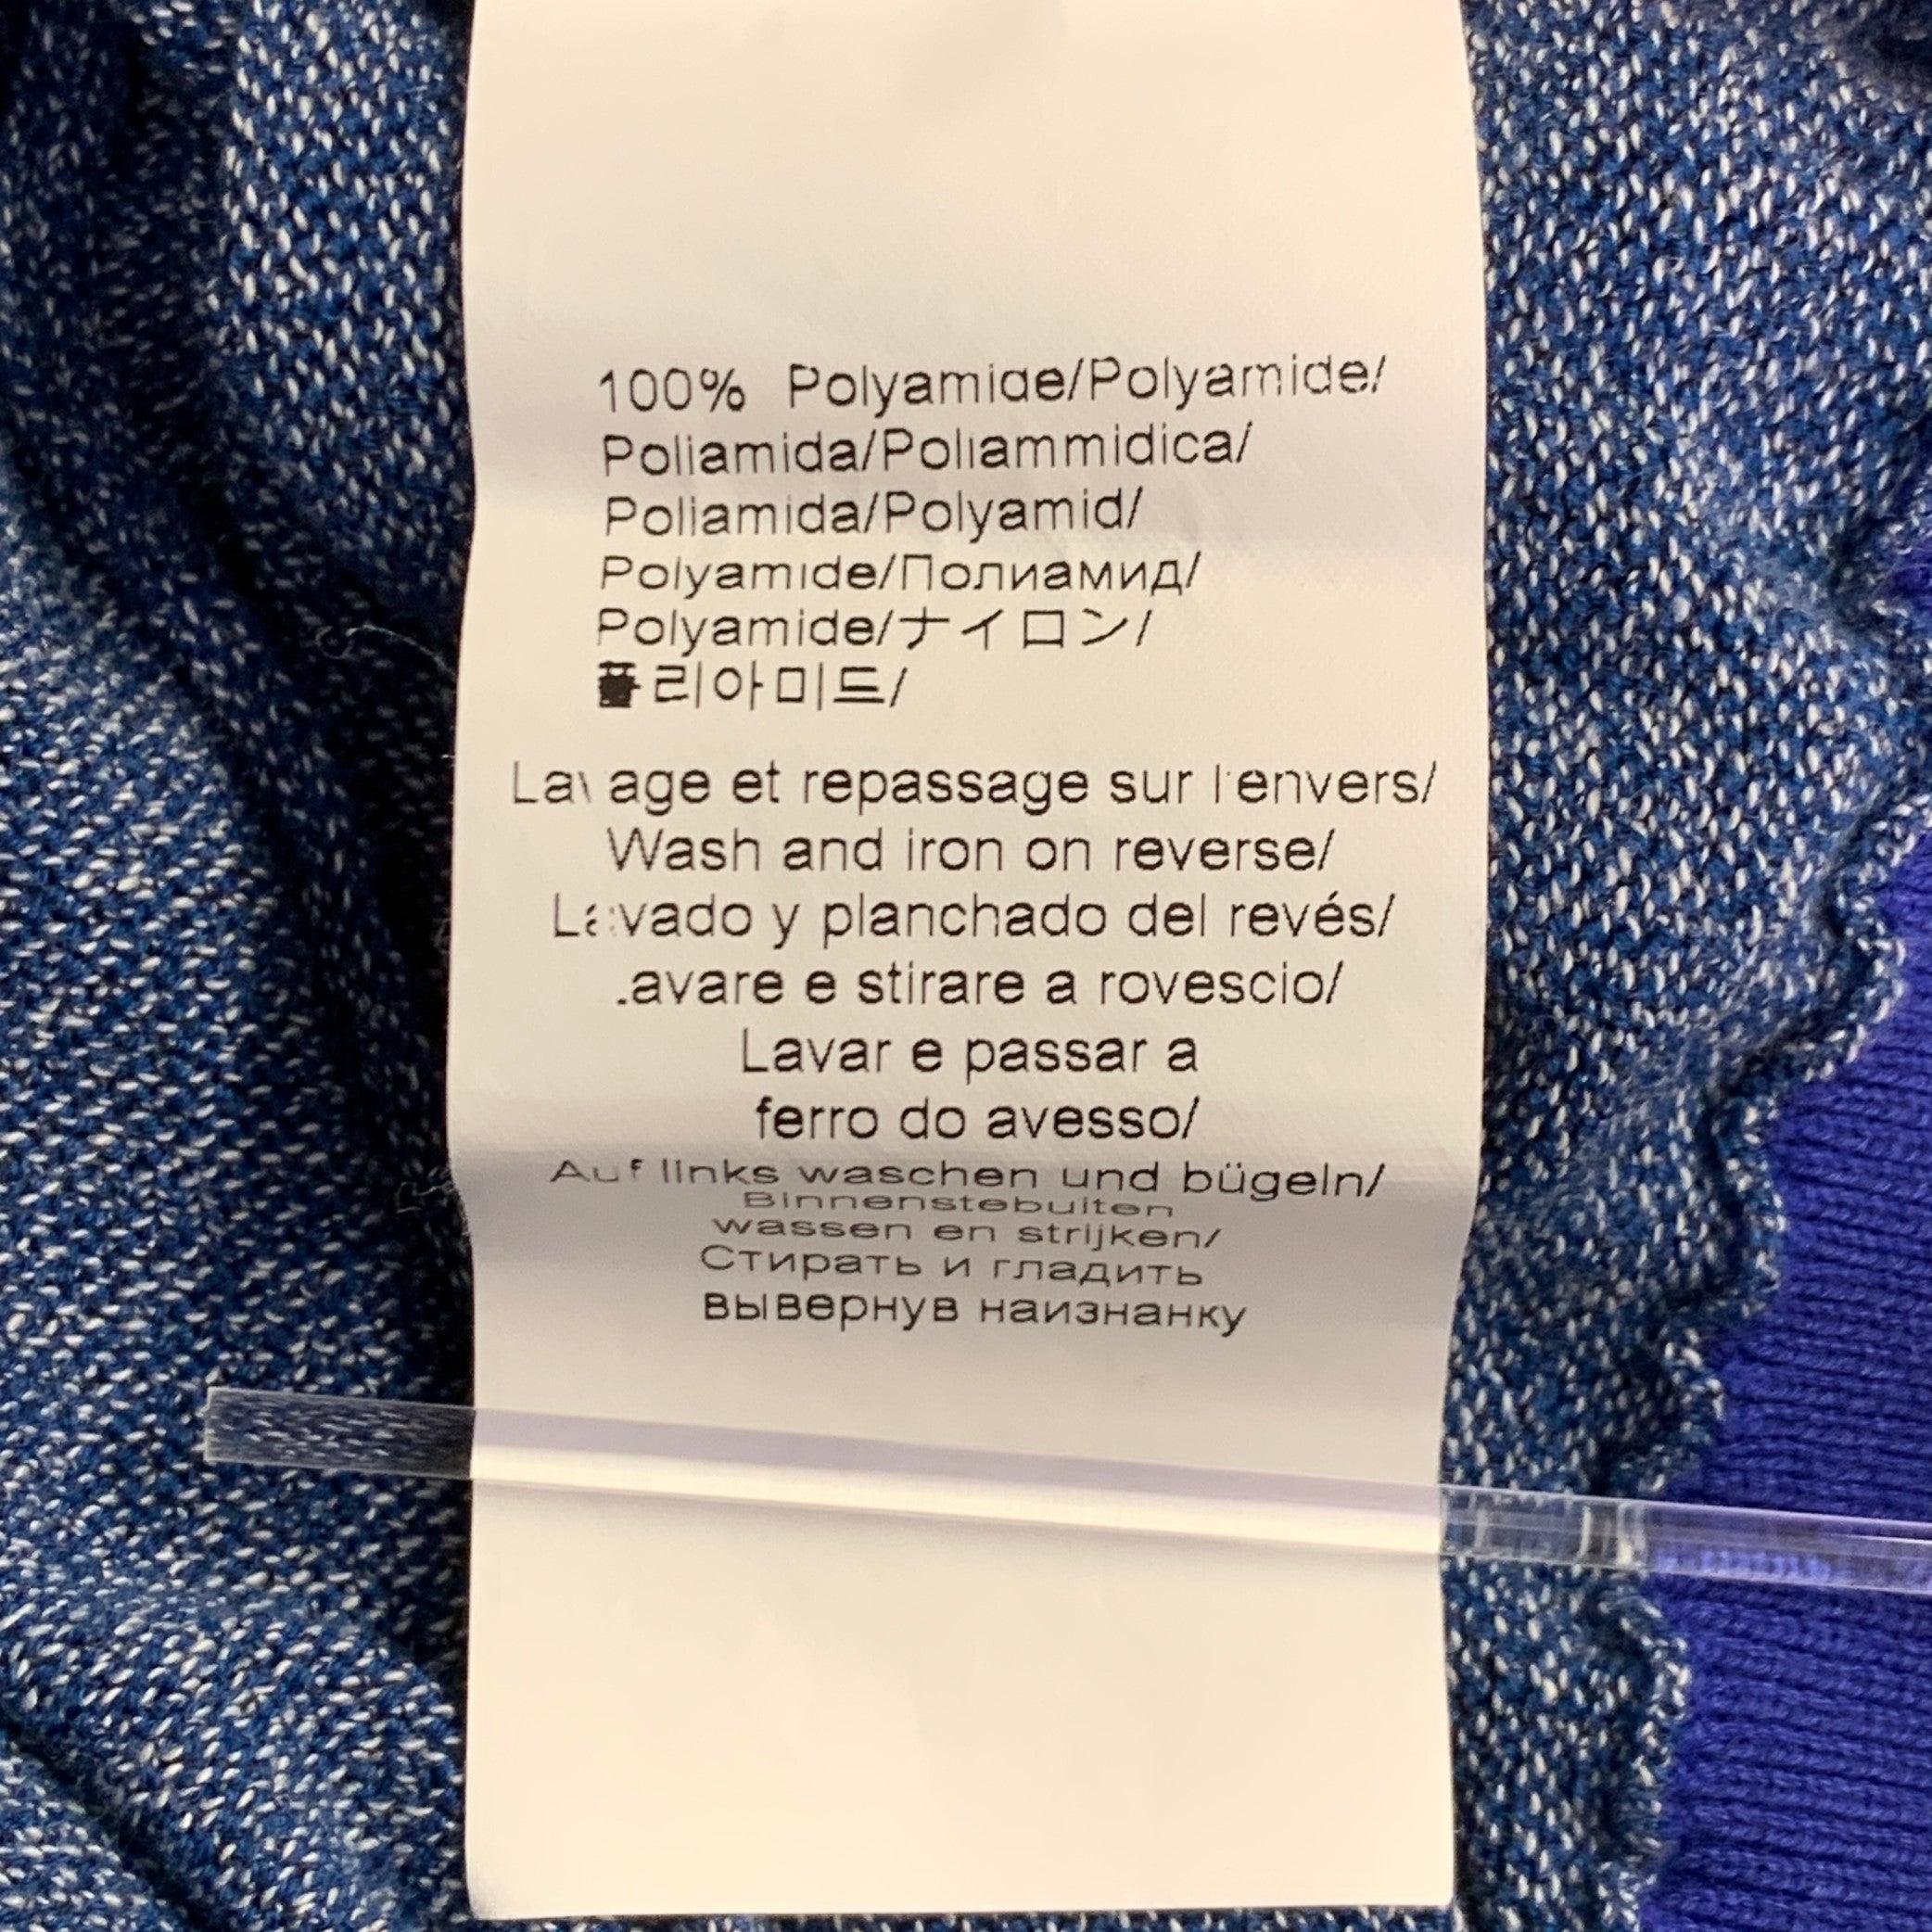 100% Polyamide/Polyamide/
Poliamida/Poliammidica/
Poliamida/Polyamid/
Polyamide/Полиамид/
Polyamide/ナイロン/
폴리아미드/
Lavage et repassage sur l'envers/
Wash and iron on reverse/
Lavado y planchado del revés/
Lavare e stirare a rovescio/
Lavar e passar a
ferro do avesso/
Auf links waschen und bügeln/
Binnenstebuiten
wassen en strijken/
Стирать и гладить
вывернув наизнанку